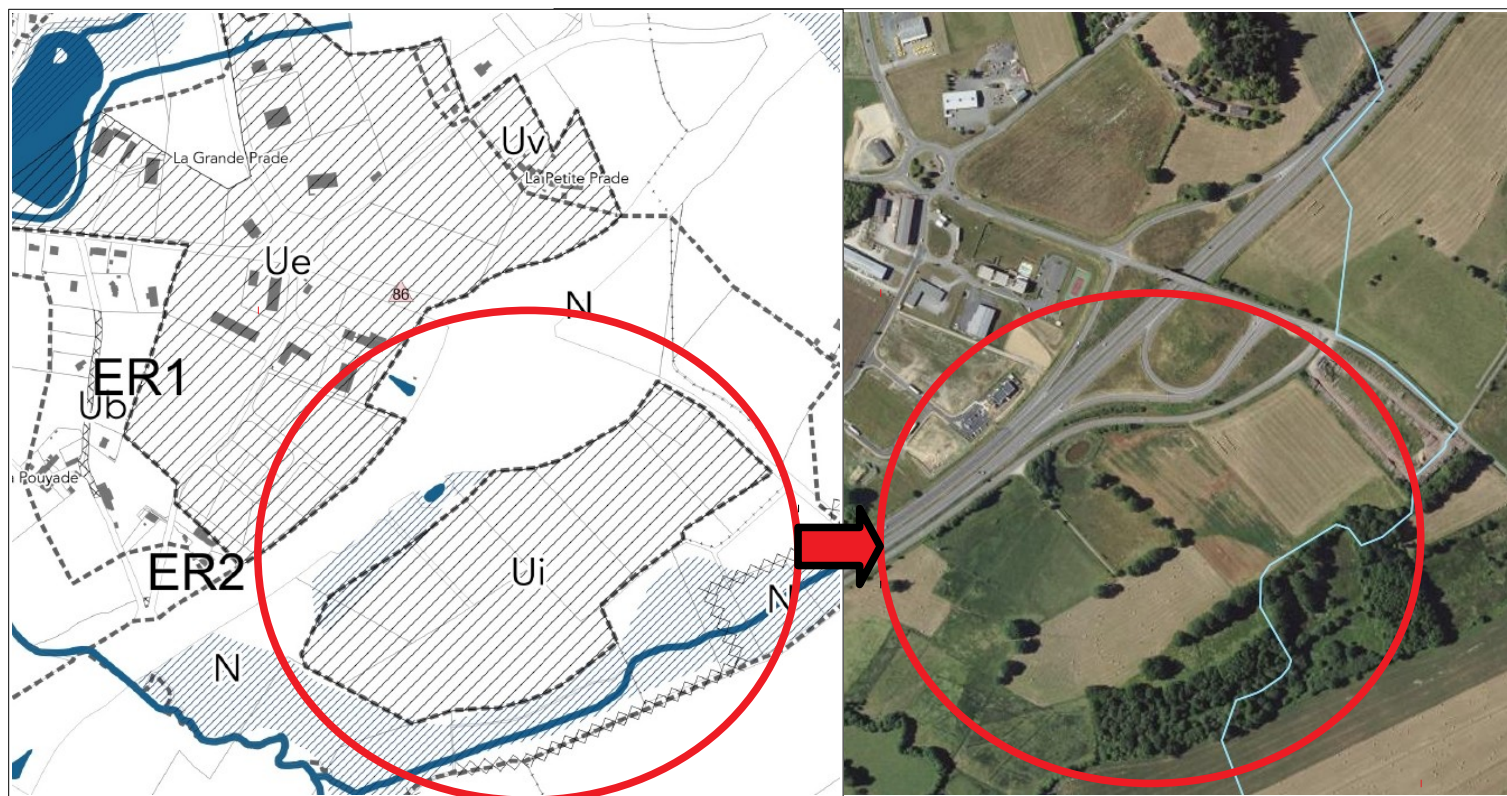 Uv
La Grande Prade
La Petite Prade
Ue
86
N
ER1
Ub
Pouyade
ER2
Ui
N
N